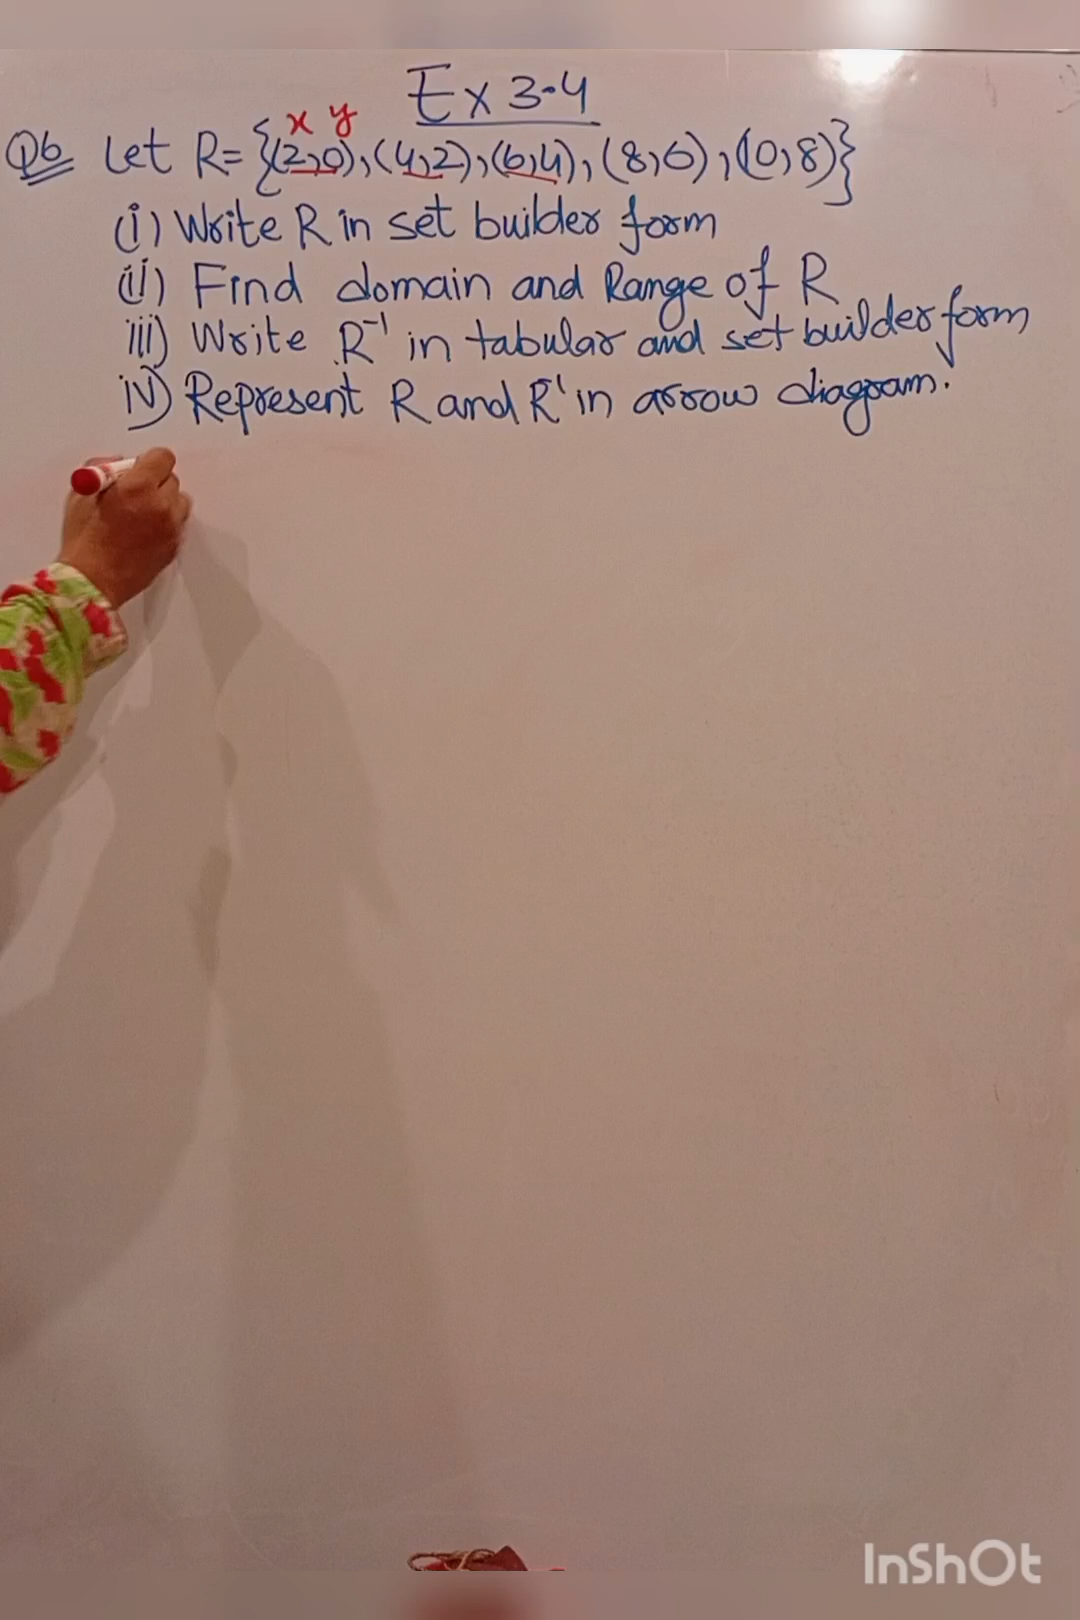 Ex 3.4
x y
Q6 Let R= {(2,0),(4,2),(6,4),(8,6),(10,8)}
(i) Write R in set builder form
(ii) Find domain and Range of R
iii) Write R⁻¹ in tabular and set builder form
iv) Represent R and R⁻¹ in arrow diagram.
InShOt